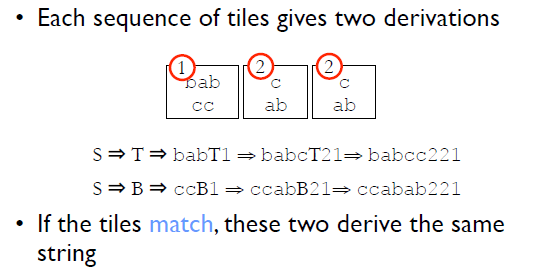 • Each sequence of tiles gives two derivations
1 2 2
bab c c
cc ab ab
S ⇒ T ⇒ babT1 ⇒ babcT21⇒ babcc221
S ⇒ B ⇒ ccB1 ⇒ ccabB21⇒ ccabab221
• If the tiles match, these two derive the same
string